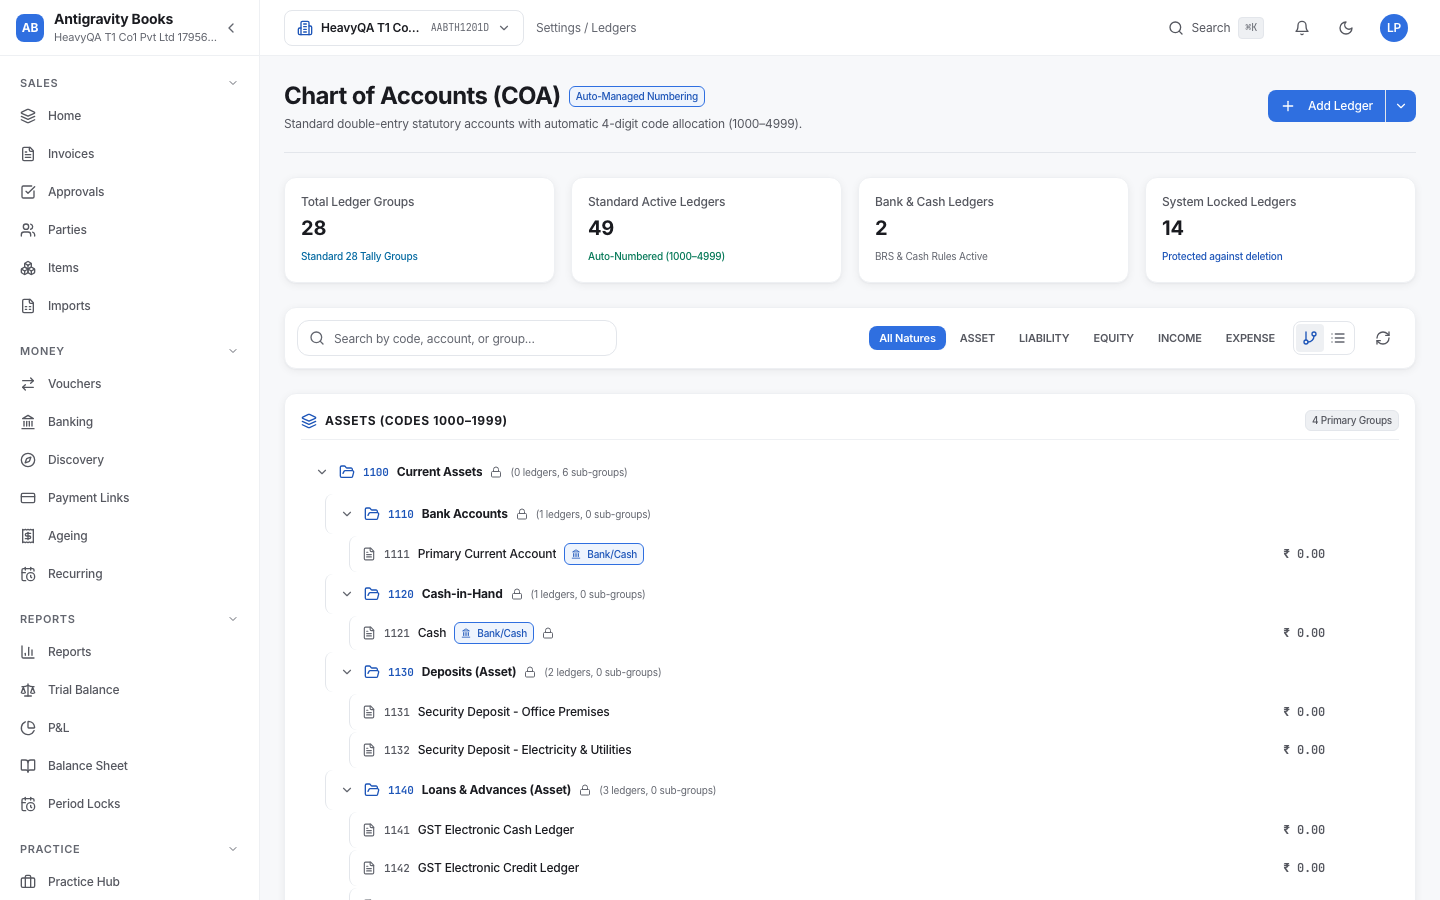 AB
Antigravity Books
HeavyQA T1 Co1 Pvt Ltd 17956...
HeavyQA T1 Co... AABTH1201D
Settings / Ledgers
Search ⌘K
LP
SALES
Home
Invoices
Approvals
Parties
Items
Imports
MONEY
Vouchers
Banking
Discovery
Payment Links
Ageing
Recurring
REPORTS
Reports
Trial Balance
P&L
Balance Sheet
Period Locks
PRACTICE
Practice Hub
Chart of Accounts (COA) Auto-Managed Numbering
Standard double-entry statutory accounts with automatic 4-digit code allocation (1000–4999).
+ Add Ledger
Total Ledger Groups
28
Standard 28 Tally Groups
Standard Active Ledgers
49
Auto-Numbered (1000–4999)
Bank & Cash Ledgers
2
BRS & Cash Rules Active
System Locked Ledgers
14
Protected against deletion
Search by code, account, or group...
All Natures ASSET LIABILITY EQUITY INCOME EXPENSE
ASSETS (CODES 1000–1999) 4 Primary Groups
1100 Current Assets (0 ledgers, 6 sub-groups)
1110 Bank Accounts (1 ledgers, 0 sub-groups)
1111 Primary Current Account Bank/Cash ₹ 0.00
1120 Cash-in-Hand (1 ledgers, 0 sub-groups)
1121 Cash Bank/Cash ₹ 0.00
1130 Deposits (Asset) (2 ledgers, 0 sub-groups)
1131 Security Deposit - Office Premises ₹ 0.00
1132 Security Deposit - Electricity & Utilities ₹ 0.00
1140 Loans & Advances (Asset) (3 ledgers, 0 sub-groups)
1141 GST Electronic Cash Ledger ₹ 0.00
1142 GST Electronic Credit Ledger ₹ 0.00